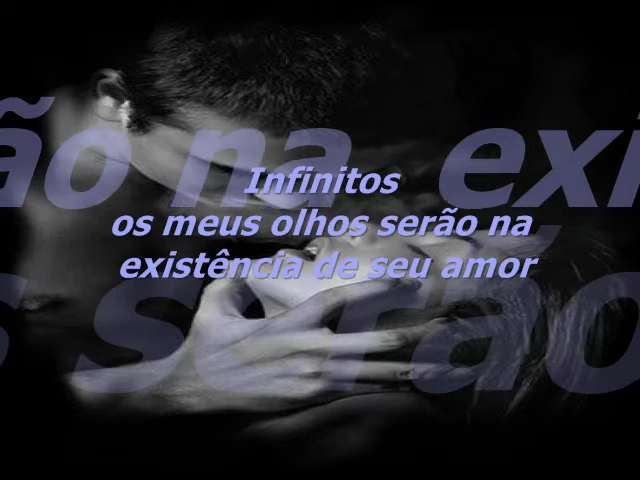 ão na exi
Infinitos
os meus olhos serão na
existência de seu amor
s serão